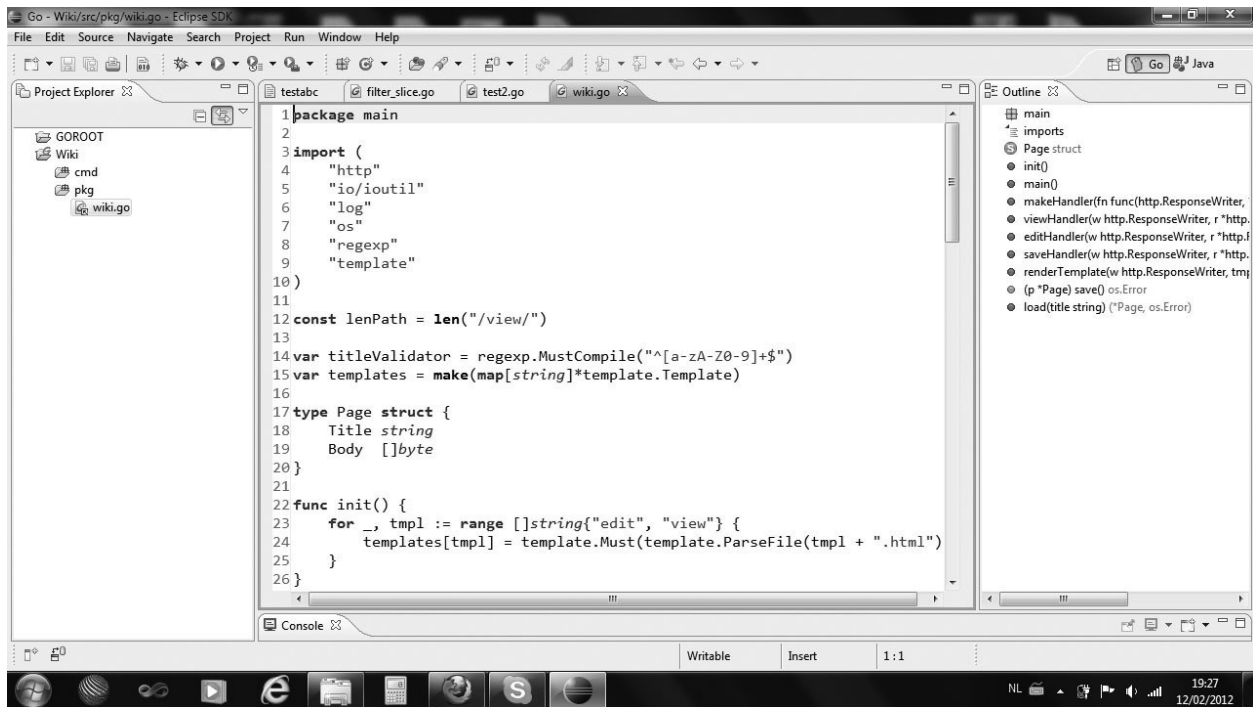 Go - Wiki/src/pkg/wiki.go - Eclipse SDK
File Edit Source Navigate Search Project Run Window Help
Go Java
Project Explorer
testabc filter_slice.go test2.go wiki.go
Outline
GOROOT
Wiki
cmd
pkg
wiki.go
1 package main
2
3 import (
4 "http"
5 "io/ioutil"
6 "log"
7 "os"
8 "regexp"
9 "template"
10 )
11
12 const lenPath = len("/view/")
13
14 var titleValidator = regexp.MustCompile("^[a-zA-Z0-9]+$")
15 var templates = make(map[string]*template.Template)
16
17 type Page struct {
18 Title string
19 Body []byte
20 }
21
22 func init() {
23 for _, tmpl := range []string{"edit", "view"} {
24 templates[tmpl] = template.Must(template.ParseFile(tmpl + ".html")
25 }
26 }
main
imports
Page struct
init()
main()
makeHandler(fn func(http.ResponseWriter,
viewHandler(w http.ResponseWriter, r *http.
editHandler(w http.ResponseWriter, r *http.
saveHandler(w http.ResponseWriter, r *http.
renderTemplate(w http.ResponseWriter, tmp
(p *Page) save() os.Error
load(title string) (*Page, os.Error)
Console
Writable Insert 1 : 1
NL 19:27
12/02/2012